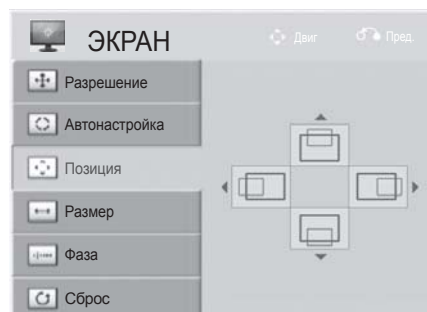 ЭКРАН
Двиг
Пред.
Разрешение
Автонастройка
Позиция
Размер
Фаза
Сброс